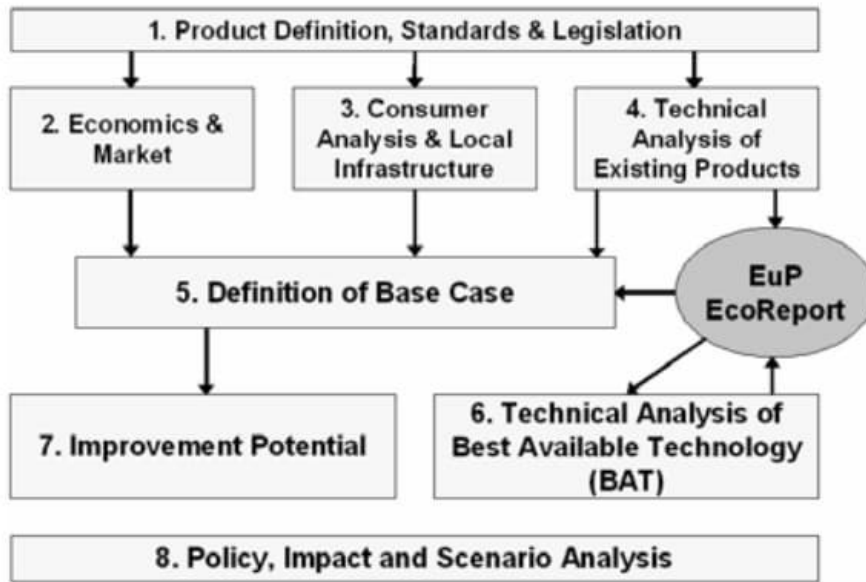 1. Product Definition, Standards & Legislation
2. Economics &
Market
3. Consumer
Analysis & Local
Infrastructure
4. Technical
Analysis of
Existing Products
5. Definition of Base Case
EuP
EcoReport
7. Improvement Potential
6. Technical Analysis of
Best Available Technology
(BAT)
8. Policy, Impact and Scenario Analysis